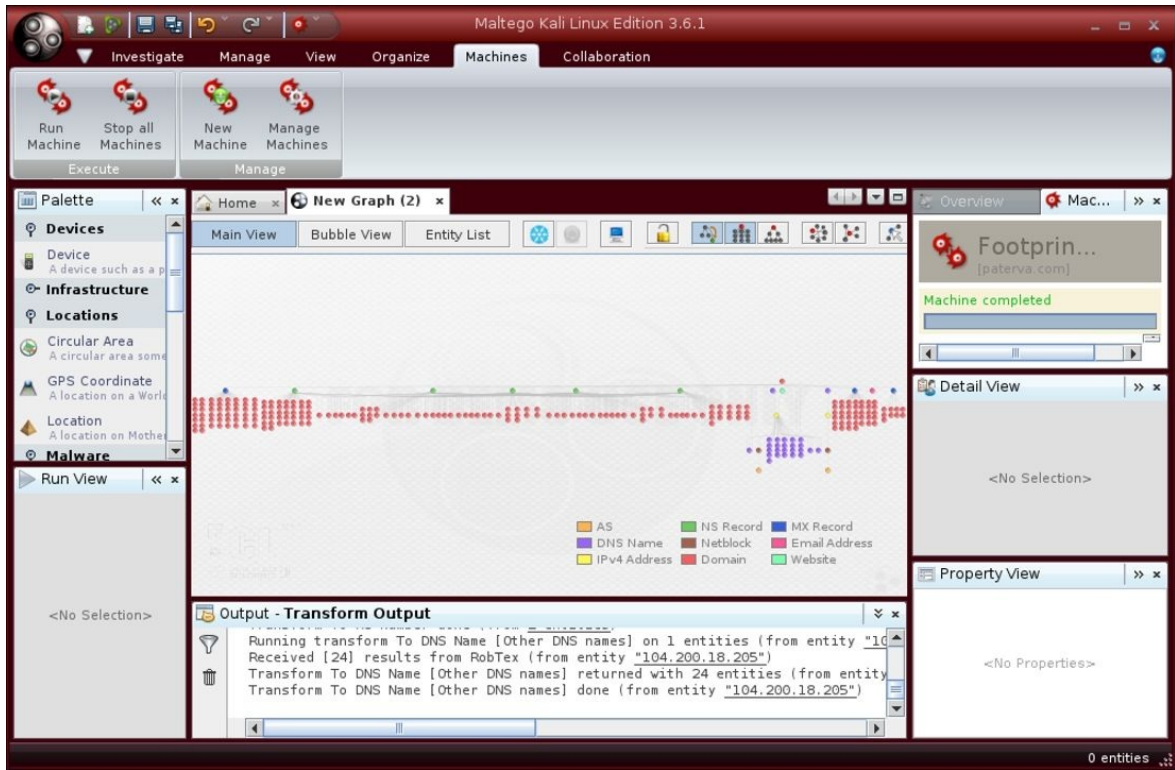 Maltego Kali Linux Edition 3.6.1
Investigate Manage View Organize Machines Collaboration
Run Machine
Stop all Machines
New Machine
Manage Machines
Execute
Manage
Palette
Devices
Device
A device such as a p
Infrastructure
Locations
Circular Area
A circular area some
GPS Coordinate
A location on a World
Location
A location on Mother
Malware
Run View
<No Selection>
Home
New Graph (2)
Main View Bubble View Entity List
AS NS Record MX Record
DNS Name Netblock Email Address
IPv4 Address Domain Website
Output - Transform Output
Running transform To DNS Name [Other DNS names] on 1 entities (from entity "10
Received [24] results from RobTex (from entity "104.200.18.205")
Transform To DNS Name [Other DNS names] returned with 24 entities (from entity
Transform To DNS Name [Other DNS names] done (from entity "104.200.18.205")
Overview
Mac...
Footprin...
[paterva.com]
Machine completed
Detail View
<No Selection>
Property View
<No Properties>
0 entities